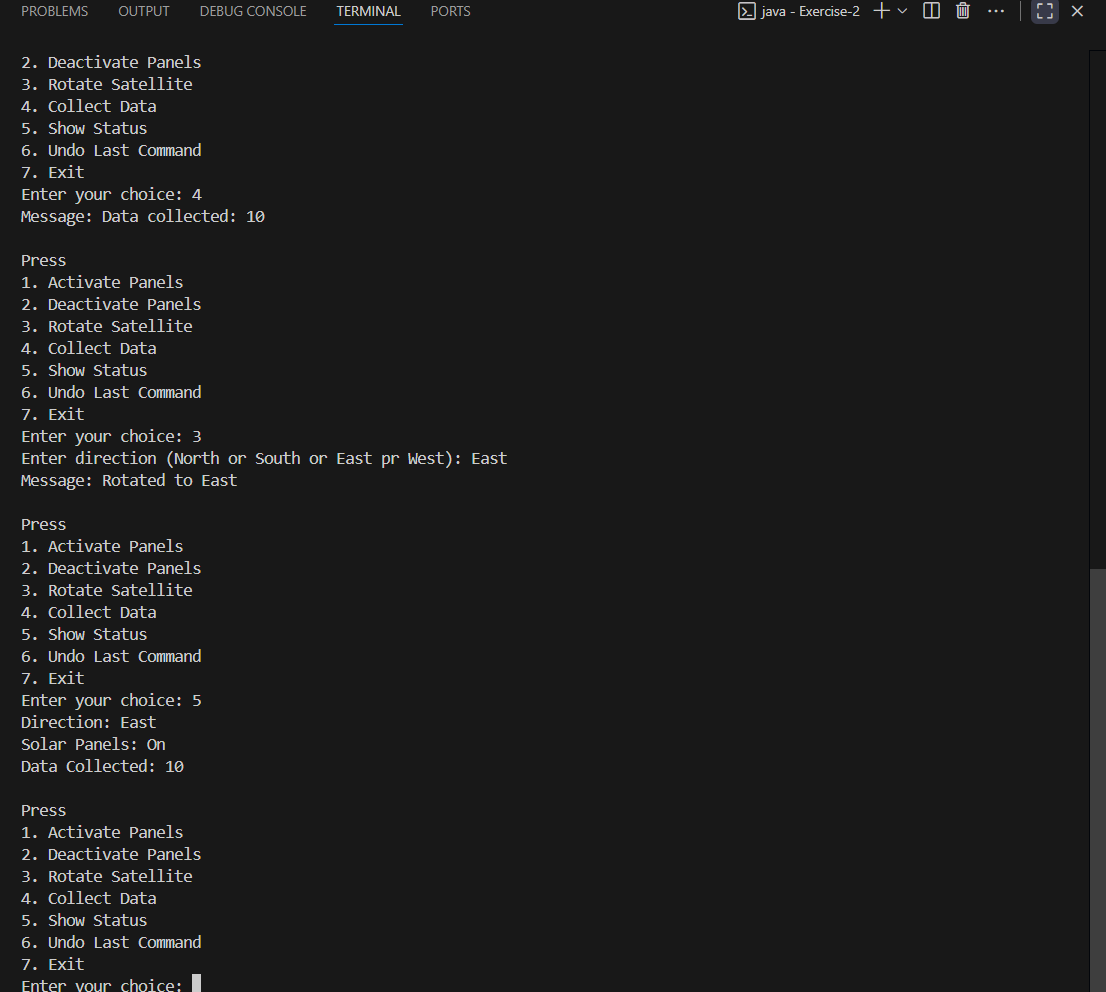 PROBLEMS OUTPUT DEBUG CONSOLE TERMINAL PORTS java - Exercise-2
2. Deactivate Panels
3. Rotate Satellite
4. Collect Data
5. Show Status
6. Undo Last Command
7. Exit
Enter your choice: 4
Message: Data collected: 10

Press
1. Activate Panels
2. Deactivate Panels
3. Rotate Satellite
4. Collect Data
5. Show Status
6. Undo Last Command
7. Exit
Enter your choice: 3
Enter direction (North or South or East pr West): East
Message: Rotated to East

Press
1. Activate Panels
2. Deactivate Panels
3. Rotate Satellite
4. Collect Data
5. Show Status
6. Undo Last Command
7. Exit
Enter your choice: 5
Direction: East
Solar Panels: On
Data Collected: 10

Press
1. Activate Panels
2. Deactivate Panels
3. Rotate Satellite
4. Collect Data
5. Show Status
6. Undo Last Command
7. Exit
Enter your choice: